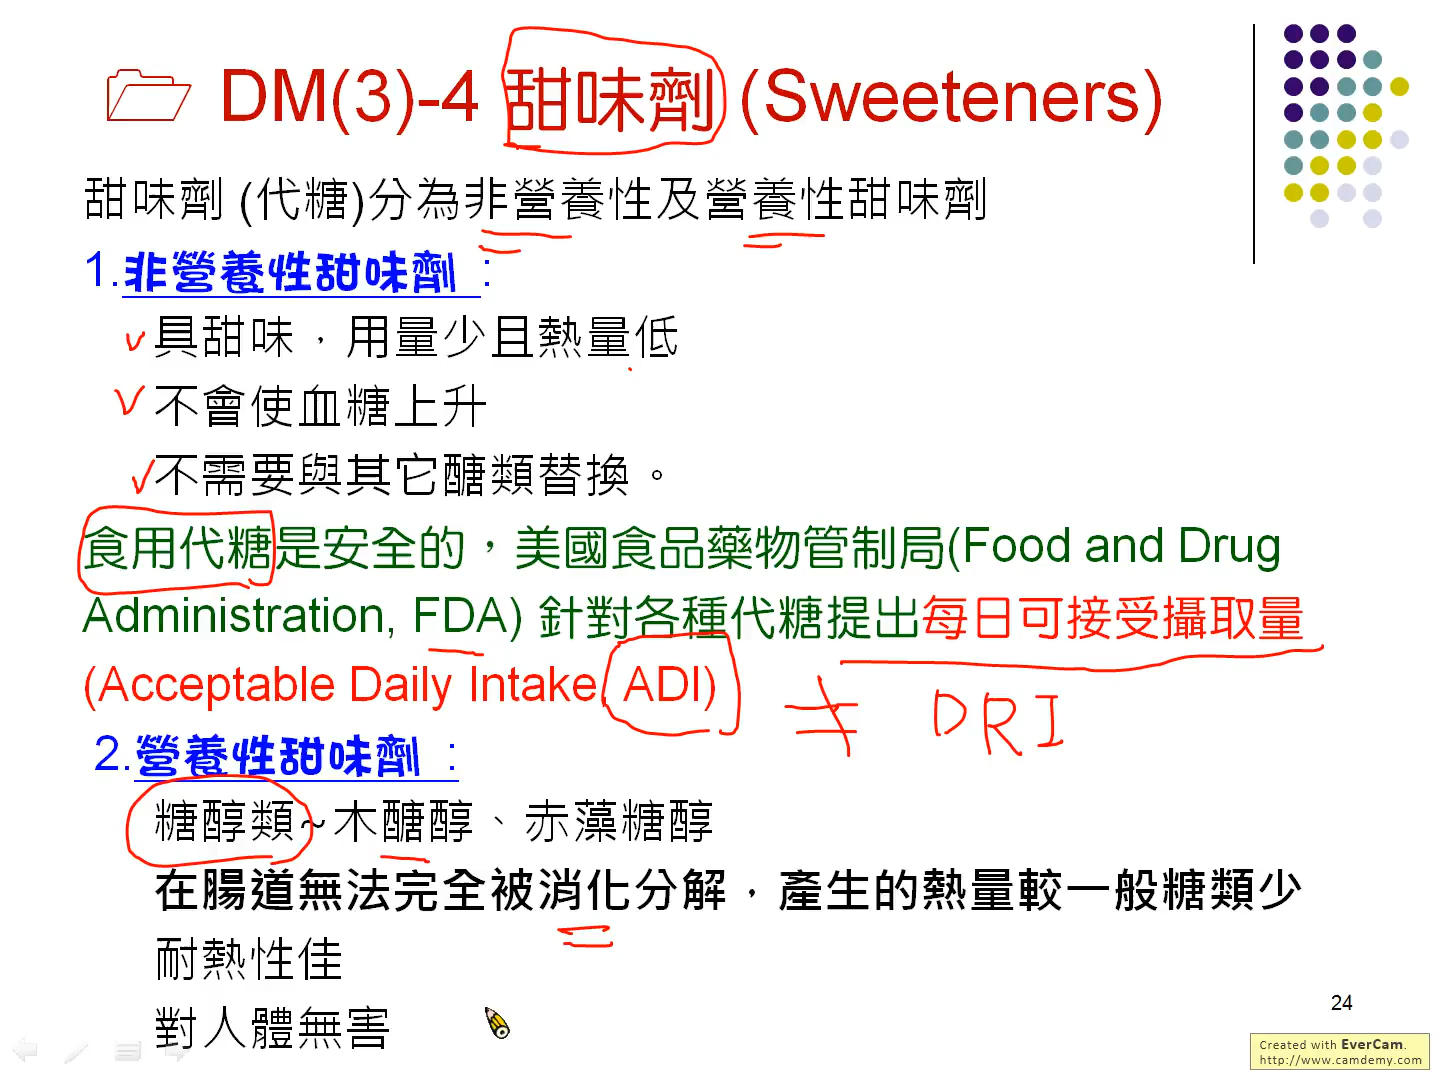 DM(3)-4 甜味劑 (Sweeteners)
甜味劑 (代糖)分為非營養性及營養性甜味劑
1.非營養性甜味劑 :
具甜味，用量少且熱量低
不會使血糖上升
不需要與其它醣類替換。
食用代糖是安全的，美國食品藥物管制局(Food and Drug
Administration, FDA) 針對各種代糖提出每日可接受攝取量
(Acceptable Daily Intake, ADI) ≠ DRI
2.營養性甜味劑 :
糖醇類~木醣醇、赤藻糖醇
在腸道無法完全被消化分解，產生的熱量較一般糖類少
耐熱性佳
對人體無害
24
Created with EverCam.
http://www.camdemy.com